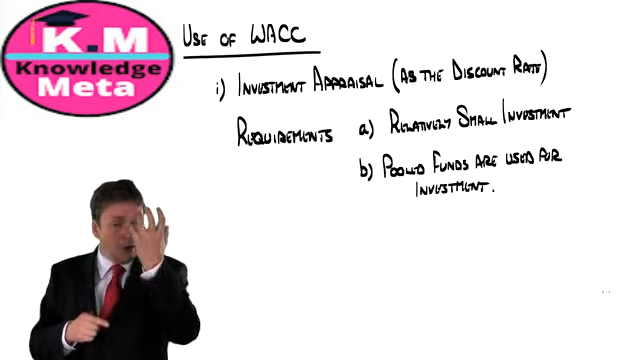 K.M
Knowledge
Meta
USE OF WACC
i) INVESTMENT APPRAISAL (AS THE DISCOUNT RATE)
REQUIREMENTS a) RELATIVELY SMALL INVESTMENT
b) POOLED FUNDS ARE USED FOR
INVESTMENT.